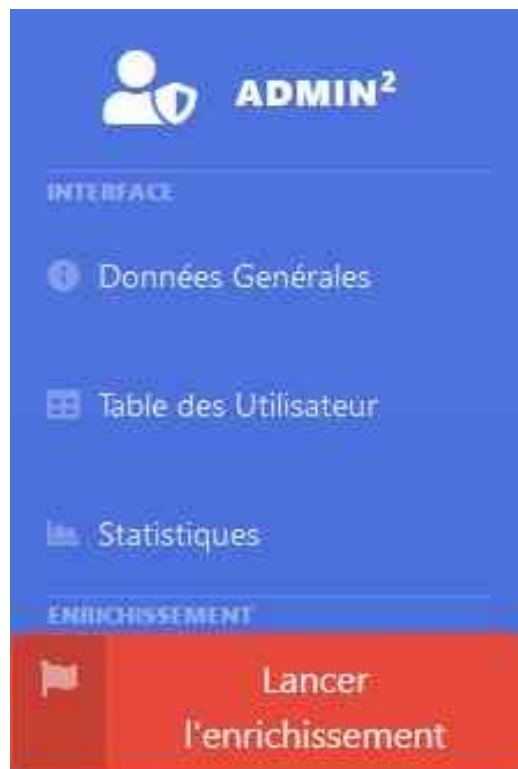 ADMIN²
INTERFACE
Données Genérales
Table des Utilisateur
Statistiques
ENRICHISSEMENT
Lancer
l'enrichissement